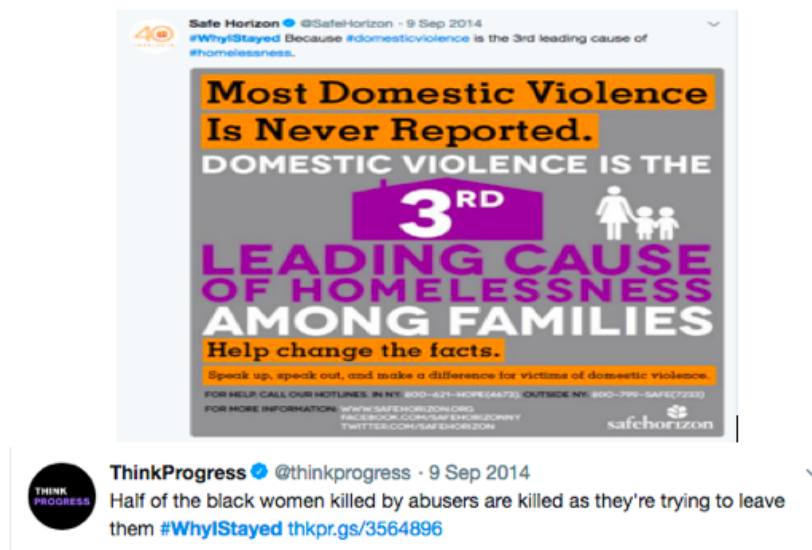 40
Safe Horizon @SafeHorizon - 9 Sep 2014
#WhyIStayed Because #domesticviolence is the 3rd leading cause of
#homelessness.
Most Domestic Violence
Is Never Reported.
DOMESTIC VIOLENCE IS THE
3RD
LEADING CAUSE
OF HOMELESSNESS
AMONG FAMILIES
Help change the facts.
Speak up, speak out, and make a difference for victims of domestic violence.
FOR HELP, CALL OUR HOTLINES. IN NY: 800-621-HOPE(4673), OUTSIDE NY: 800-799-SAFE(7233)
FOR MORE INFORMATION: WWW.SAFEHORIZON.ORG
FACEBOOK.COM/SAFEHORIZONNY
TWITTER.COM/SAFEHORIZON
safehorizon
THINK
PROGRESS
ThinkProgress @thinkprogress · 9 Sep 2014
Half of the black women killed by abusers are killed as they're trying to leave
them #WhyIStayed thkpr.gs/3564896